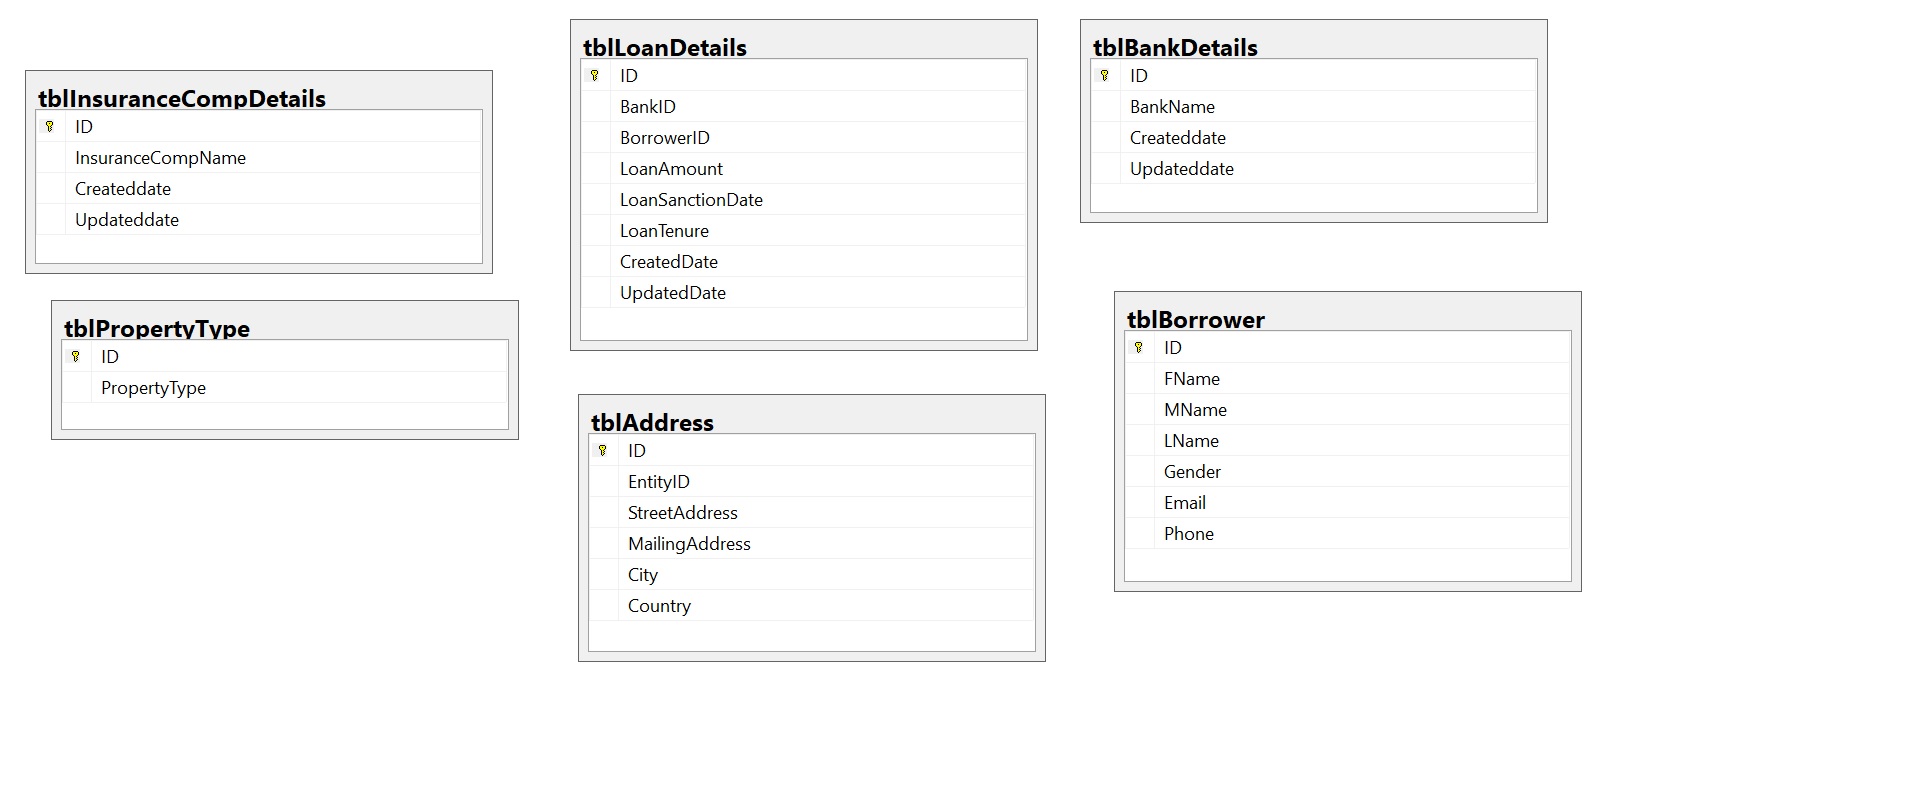 tblInsuranceCompDetails
ID
InsuranceCompName
Createddate
Updateddate
tblPropertyType
ID
PropertyType
tblLoanDetails
ID
BankID
BorrowerID
LoanAmount
LoanSanctionDate
LoanTenure
CreatedDate
UpdatedDate
tblAddress
ID
EntityID
StreetAddress
MailingAddress
City
Country
tblBankDetails
ID
BankName
Createddate
Updateddate
tblBorrower
ID
FName
MName
LName
Gender
Email
Phone